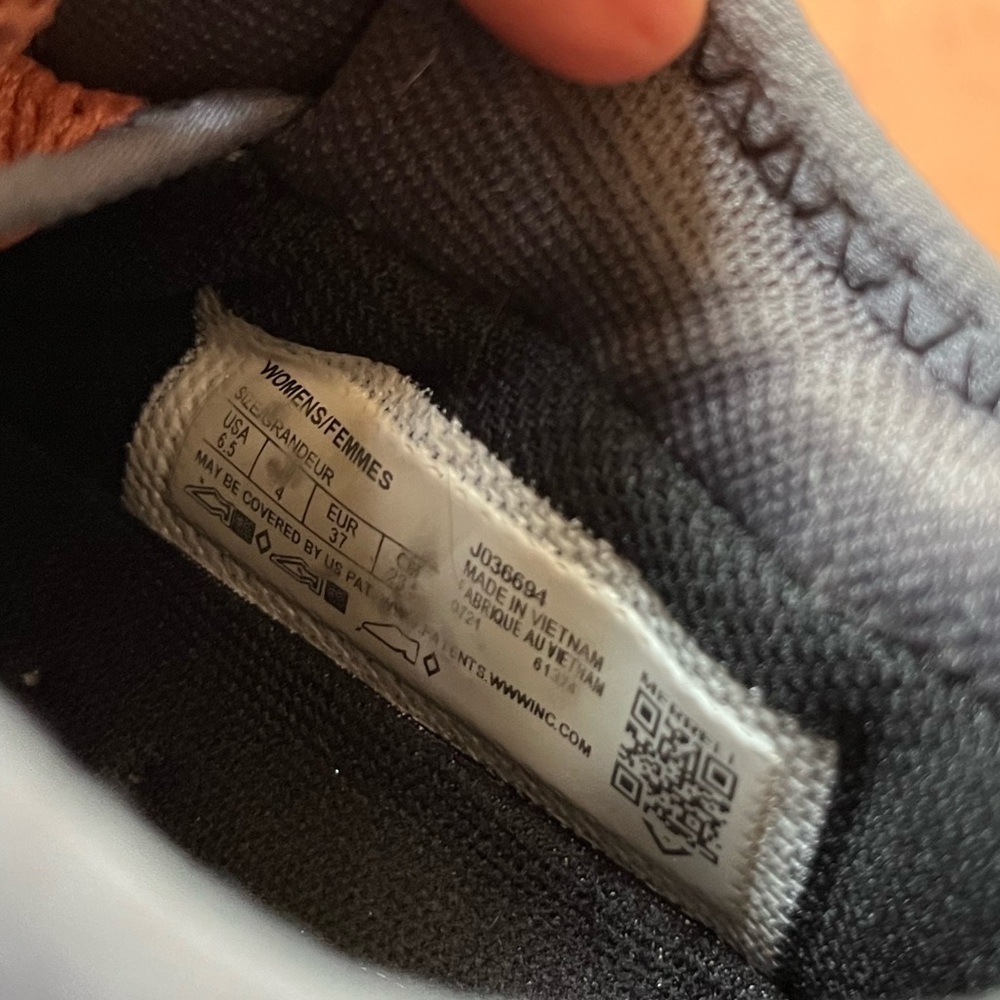 WOMENS/FEMMES
SIZE/GRANDEUR
USA EUR
6.5 4 37
MAY BE COVERED BY US PAT
PATENTS.WWWINC.COM
J036694
MADE IN VIETNAM
FABRIQUE AU VIETNAM
0721
MERRELL